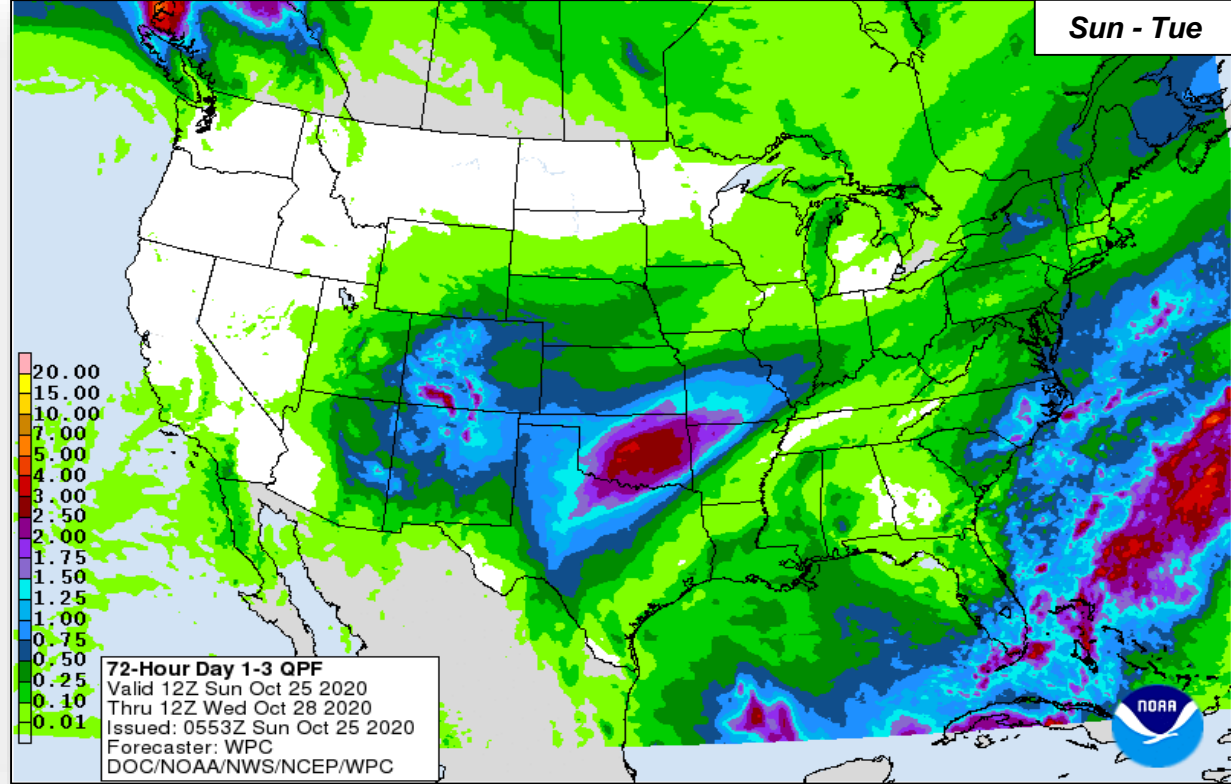 Sun - Tue
20.00
15.00
10.00
7.00
5.00
4.00
3.00
2.50
2.00
1.75
1.50
1.25
1.00
0.75
0.50
0.25
0.10
0.01
72-Hour Day 1-3 QPF
Valid 12Z Sun Oct 25 2020
Thru 12Z Wed Oct 28 2020
Issued: 0553Z Sun Oct 25 2020
Forecaster: WPC
DOC/NOAA/NWS/NCEP/WPC
NOAA